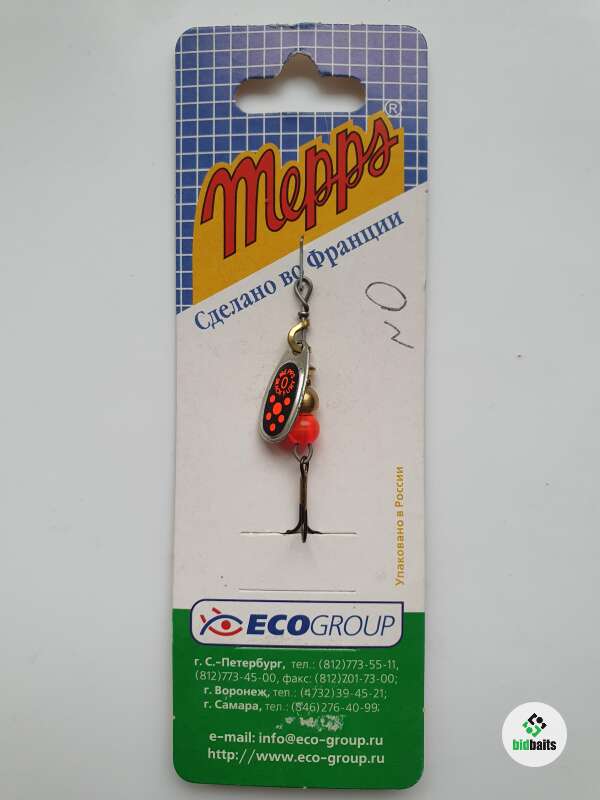 mepps ®
Сделано во Франции
№ 0
0
Упаковано в России
ECOGROUP
г. С.-Петербург, тел.: (812)773-55-11,
(812)773-45-00, факс: (812)201-73-00;
г. Воронеж, тел.: (4732)39-45-21;
г. Самара, тел.: (846)276-40-99;
e-mail: info@eco-group.ru
http://www.eco-group.ru
bidbaits